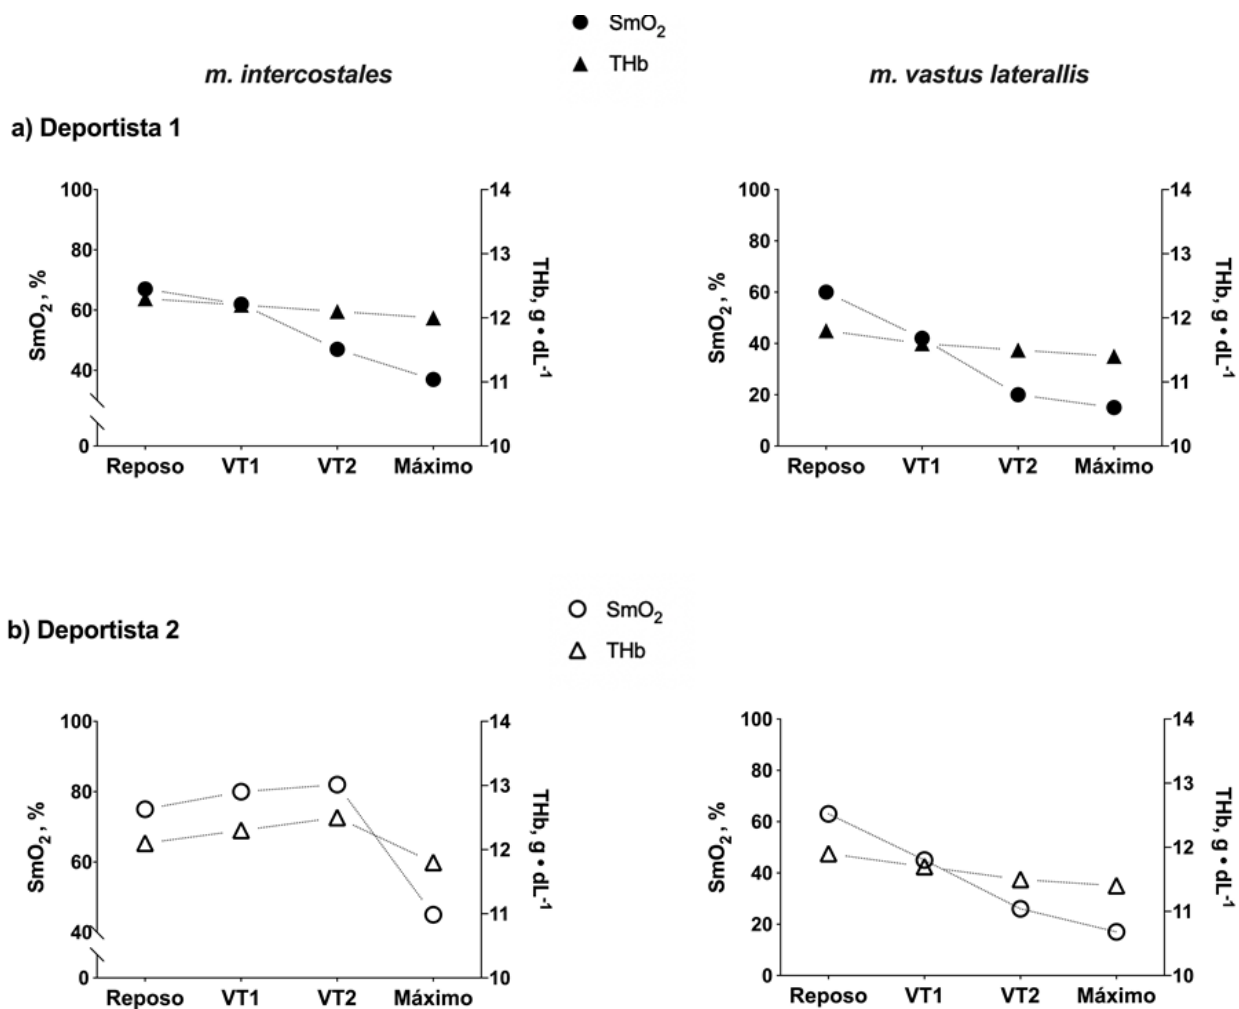 SmO2
THb
m. intercostales
m. vastus laterallis
a) Deportista 1
100
80
60
40
0
SmO2, %
14
13
12
11
10
THb, g • dL-1
Reposo VT1 VT2 Máximo
100
80
60
40
20
0
SmO2, %
14
13
12
11
10
THb, g • dL-1
Reposo VT1 VT2 Máximo
SmO2
THb
b) Deportista 2
100
80
60
40
0
SmO2, %
14
13
12
11
10
THb, g • dL-1
Reposo VT1 VT2 Máximo
100
80
60
40
20
0
SmO2, %
14
13
12
11
10
THb, g • dL-1
Reposo VT1 VT2 Máximo